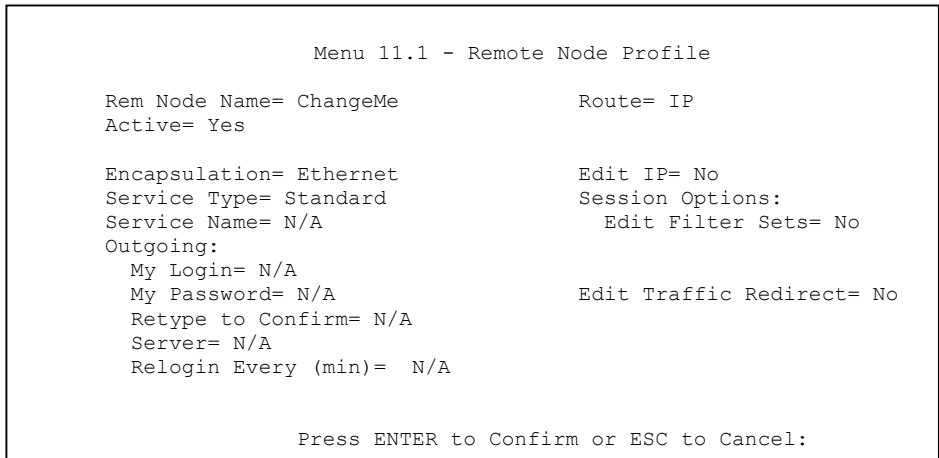 Menu 11.1 - Remote Node Profile
Rem Node Name= ChangeMe Route= IP
Active= Yes
Encapsulation= Ethernet Edit IP= No
Service Type= Standard Session Options:
Service Name= N/A Edit Filter Sets= No
Outgoing:
My Login= N/A
My Password= N/A Edit Traffic Redirect= No
Retype to Confirm= N/A
Server= N/A
Relogin Every (min)= N/A
Press ENTER to Confirm or ESC to Cancel: